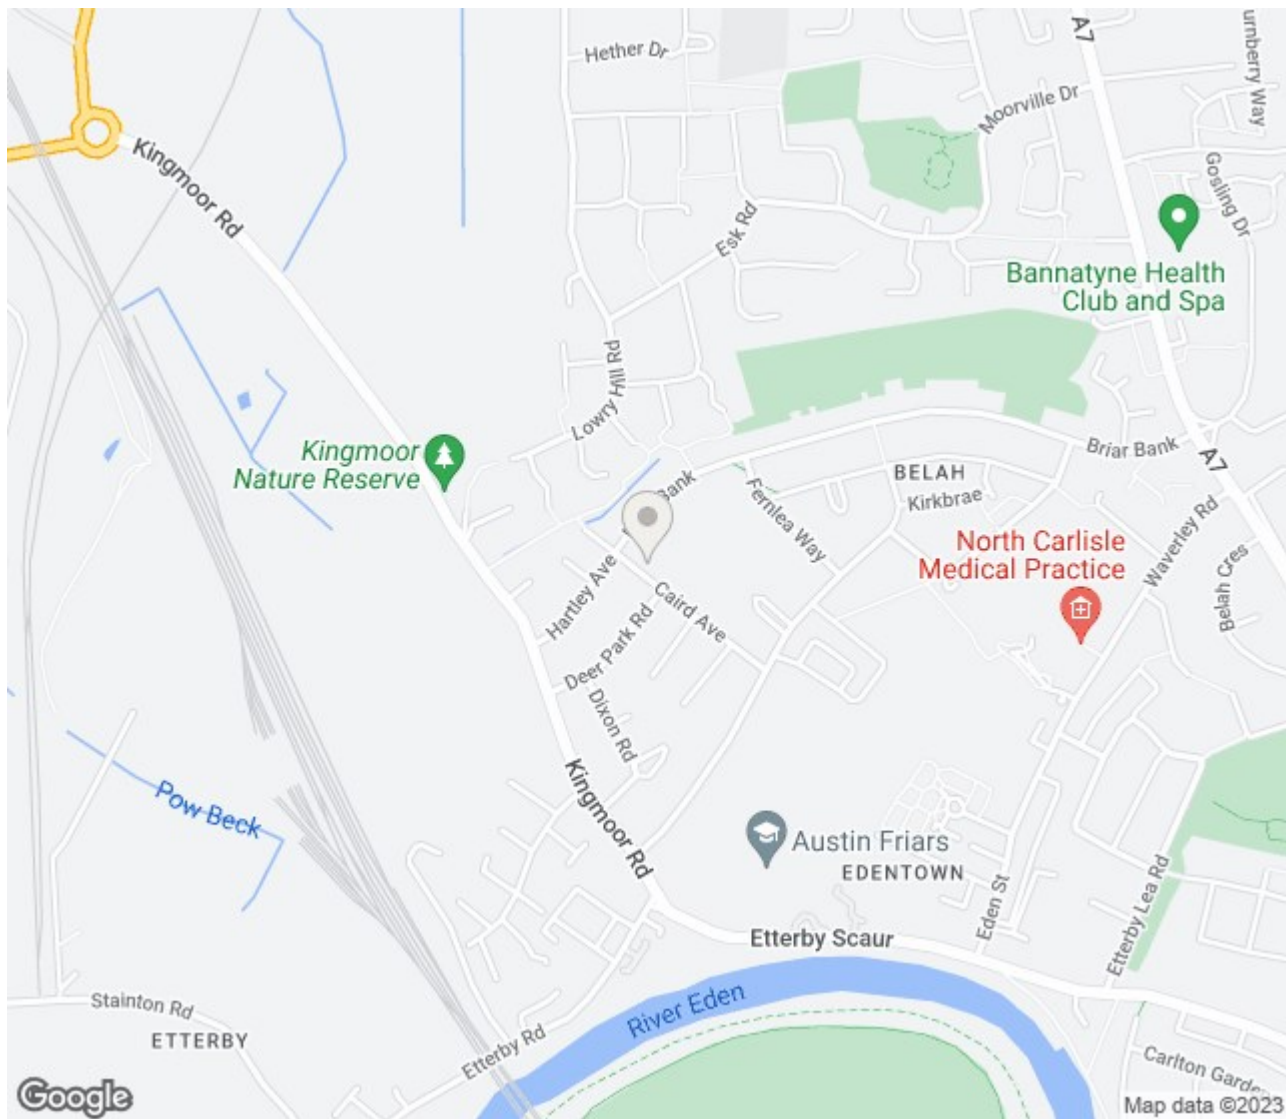 A7
Hether Dr
Moorville Dr
urnberry Way
Kingmoor Rd
Gosling Dr
Esk Rd
Bannatyne Health
Club and Spa
Lowry Hill Rd
Kingmoor
Nature Reserve
Briar Bank
A7
BELAH
Kirkbrae
Bank
Fernlea Way
North Carlisle
Medical Practice
Waverley Rd
Belah Cres
Hartley Ave
Caird Ave
Deer Park Rd
Dixon Rd
Pow Beck
Kingmoor Rd
Austin Friars
EDENTOWN
Eden St
Etterby Lea Rd
Etterby Scaur
River Eden
Stainton Rd
ETTERBY
Etterby Rd
Carlton Garde
Google
Map data ©2023